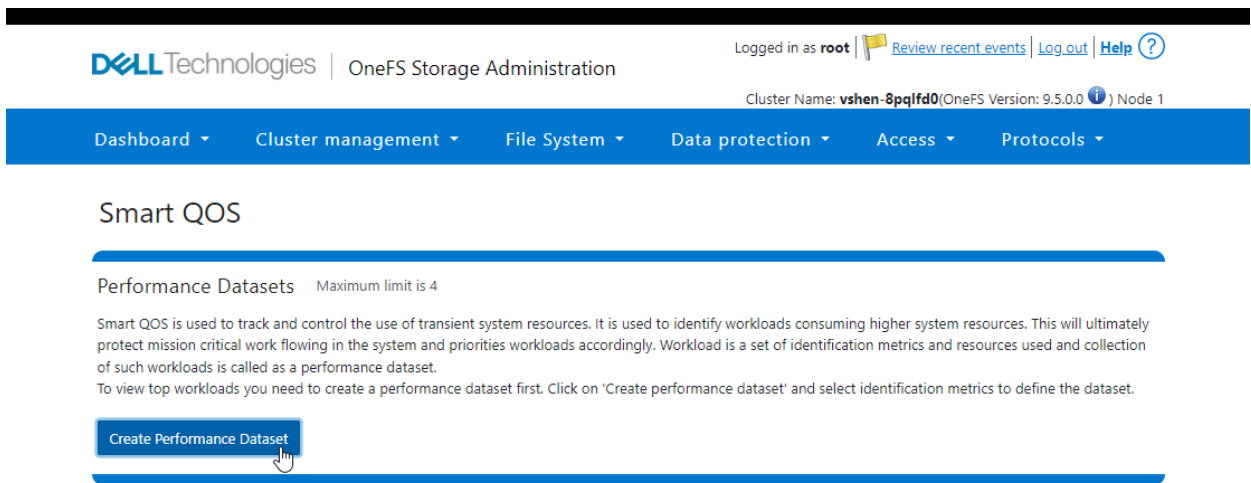 Logged in as root | Review recent events | Log out | Help ?
DELL Technologies | OneFS Storage Administration
Cluster Name: vshen-8pqlfd0(OneFS Version: 9.5.0.0 i ) Node 1
Dashboard Cluster management File System Data protection Access Protocols
Smart QOS
Performance Datasets Maximum limit is 4
Smart QOS is used to track and control the use of transient system resources. It is used to identify workloads consuming higher system resources. This will ultimately
protect mission critical work flowing in the system and priorities workloads accordingly. Workload is a set of identification metrics and resources used and collection
of such workloads is called as a performance dataset.
To view top workloads you need to create a performance dataset first. Click on 'Create performance dataset' and select identification metrics to define the dataset.
Create Performance Dataset